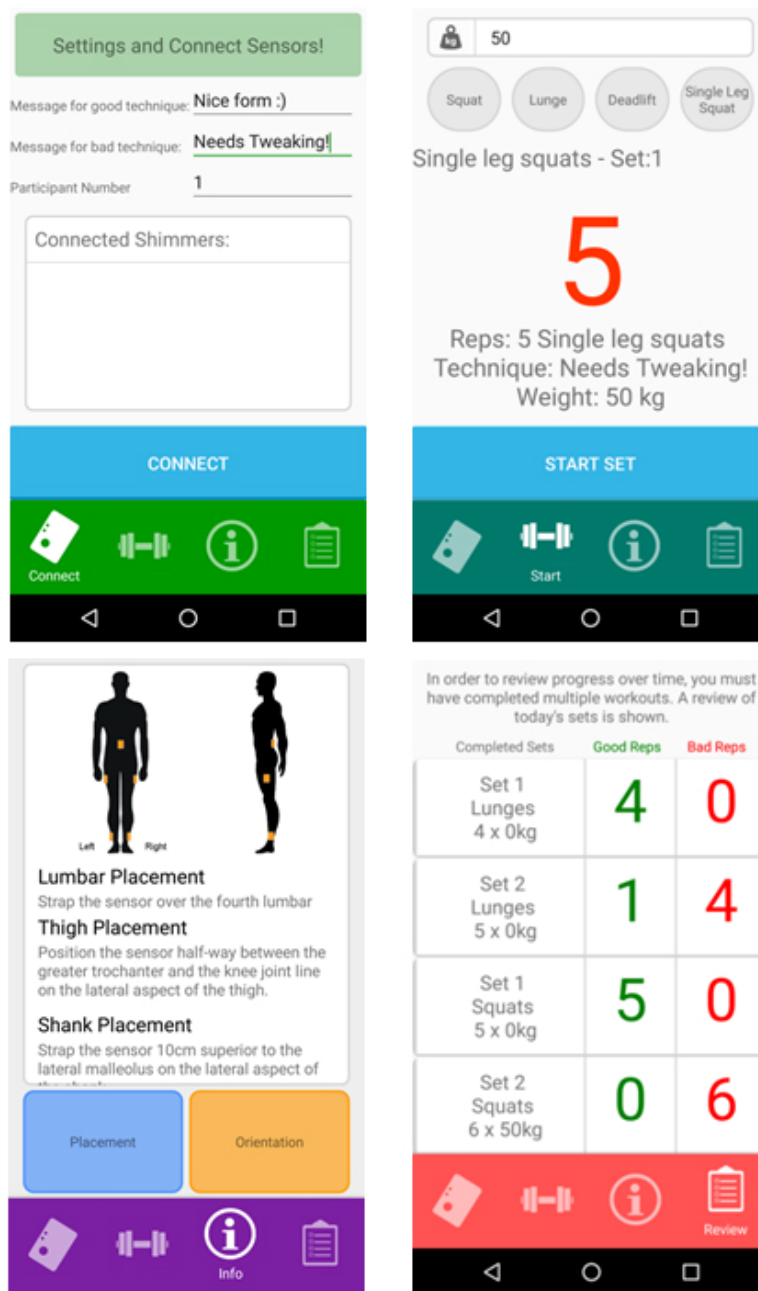 Settings and Connect Sensors!
Message for good technique: Nice form :)
Message for bad technique: Needs Tweaking!
Participant Number 1
Connected Shimmers:
CONNECT
Connect
kg 50
Squat Lunge Deadlift Single Leg
Squat
Single leg squats - Set:1
5
Reps: 5 Single leg squats
Technique: Needs Tweaking!
Weight: 50 kg
START SET
Start
Left Right
Lumbar Placement
Strap the sensor over the fourth lumbar
Thigh Placement
Position the sensor half-way between the
greater trochanter and the knee joint line
on the lateral aspect of the thigh.
Shank Placement
Strap the sensor 10cm superior to the
lateral malleolus on the lateral aspect of
Placement Orientation
Info
In order to review progress over time, you must
have completed multiple workouts. A review of
today's sets is shown.
Completed Sets Good Reps Bad Reps
Set 1
Lunges
4 x 0kg
4 0
Set 2
Lunges
5 x 0kg
1 4
Set 1
Squats
5 x 0kg
5 0
Set 2
Squats
6 x 50kg
0 6
Review